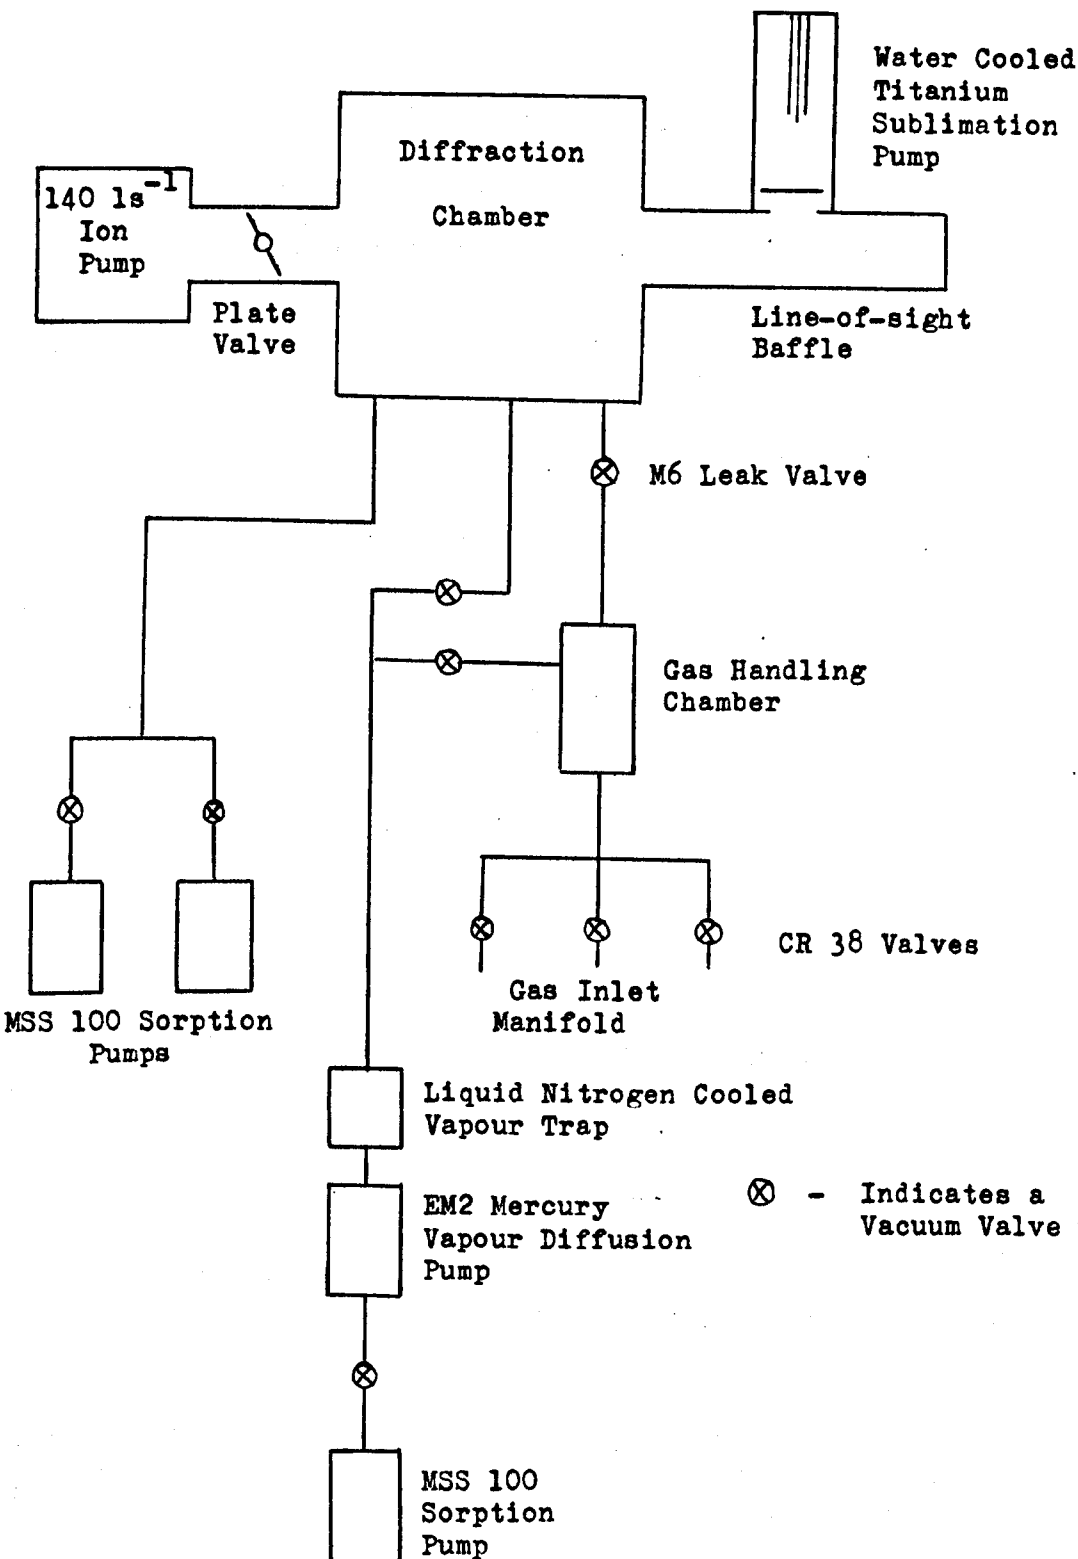 Water Cooled
Titanium
Sublimation
Pump
Diffraction
Chamber
140 ls⁻¹
Ion
Pump
Plate
Valve
Line-of-sight
Baffle
M6 Leak Valve
Gas Handling
Chamber
CR 38 Valves
Gas Inlet
Manifold
MSS 100 Sorption
Pumps
Liquid Nitrogen Cooled
Vapour Trap
EM2 Mercury
Vapour Diffusion
Pump
⊗ - Indicates a
Vacuum Valve
MSS 100
Sorption
Pump